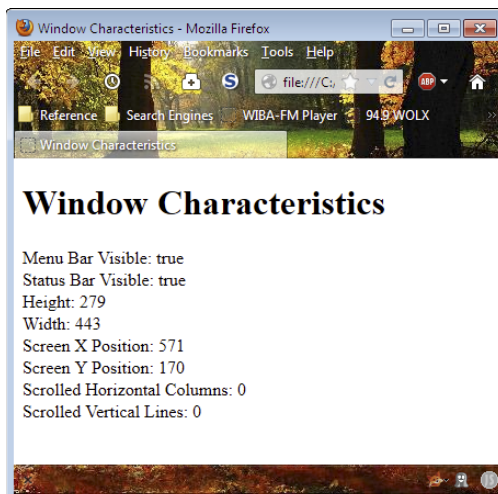 Window Characteristics - Mozilla Firefox
File Edit View History Bookmarks Tools Help
S file:///C:/ ABP
Reference Search Engines WIBA-FM Player 94.9 WOLX
Window Characteristics
Window Characteristics
Menu Bar Visible: true
Status Bar Visible: true
Height: 279
Width: 443
Screen X Position: 571
Screen Y Position: 170
Scrolled Horizontal Columns: 0
Scrolled Vertical Lines: 0